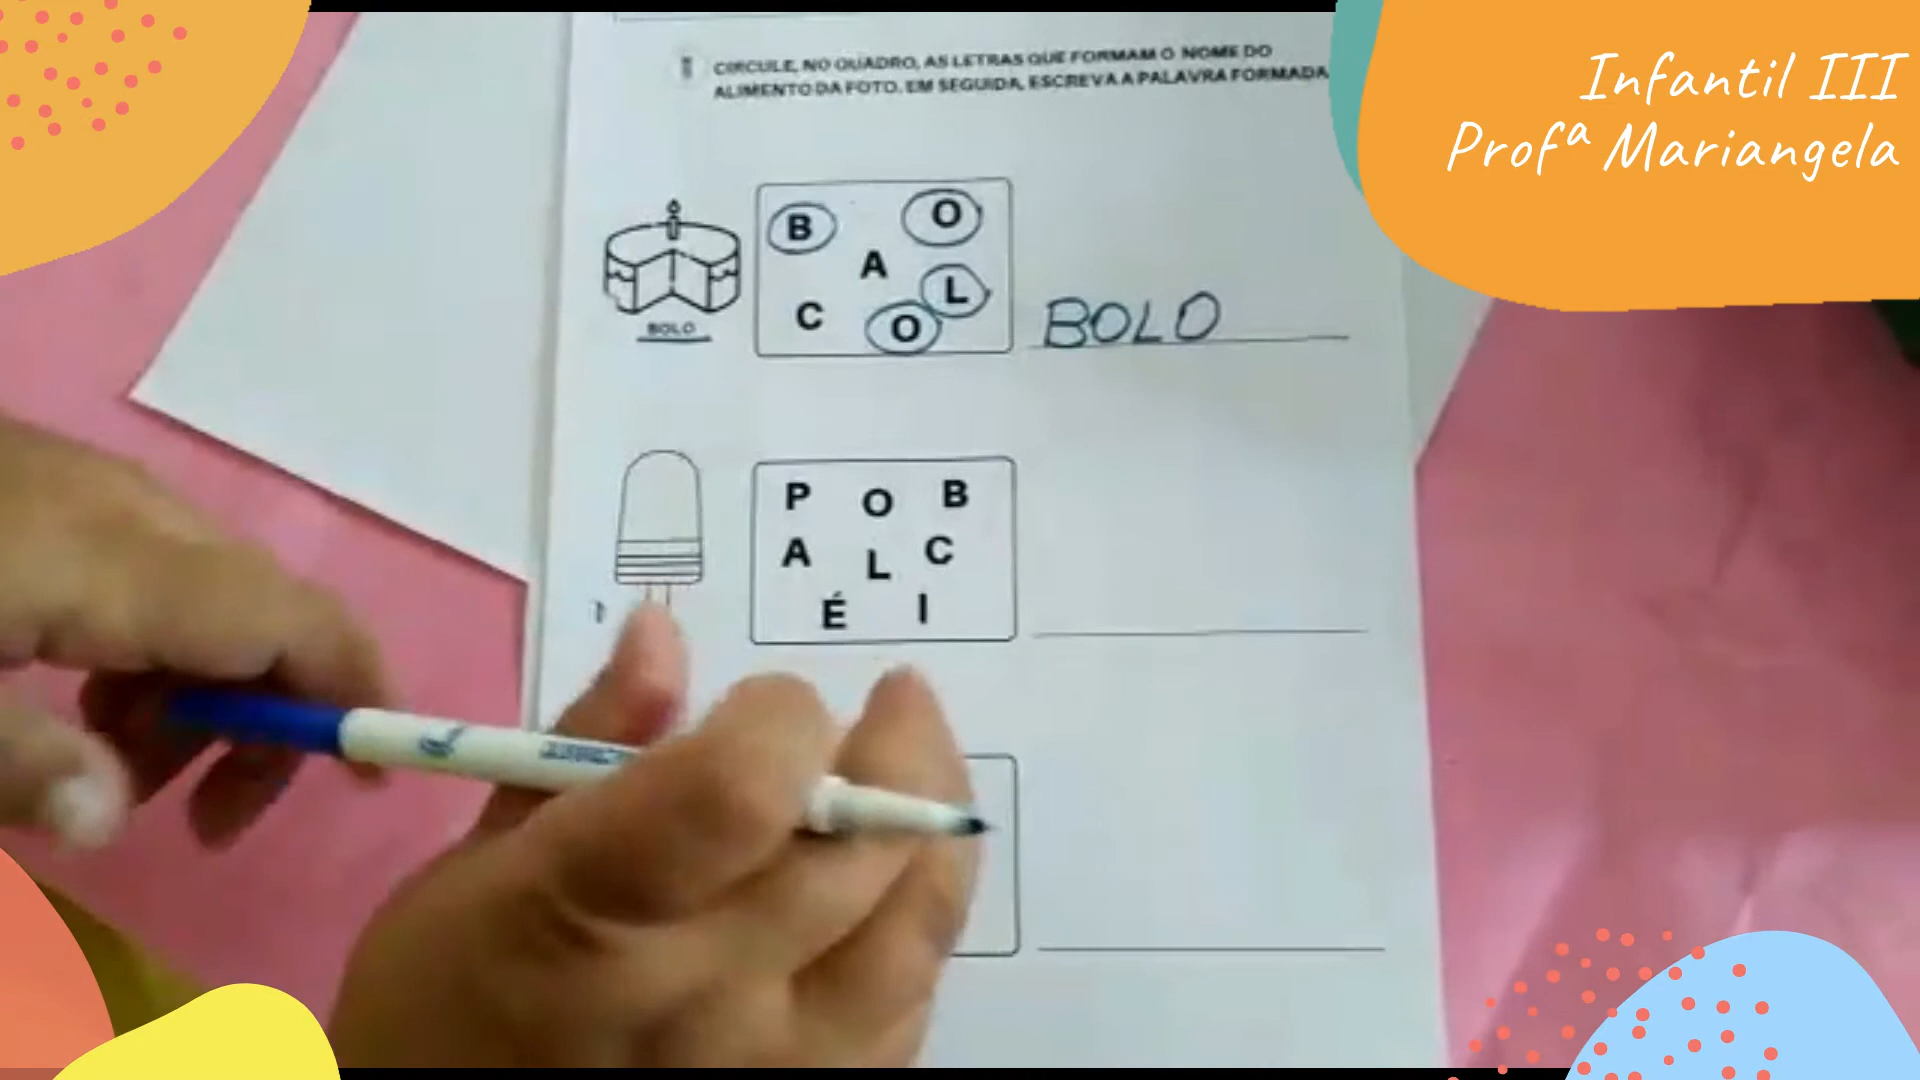 Infantil III
Profª Mariangela
CIRCULE, NO QUADRO, AS LETRAS QUE FORMAM O NOME DO
ALIMENTO DA FOTO. EM SEGUIDA, ESCREVA A PALAVRA FORMADA
B O
A
L
C O
BOLO
BOLO
P O B
A L C
É I